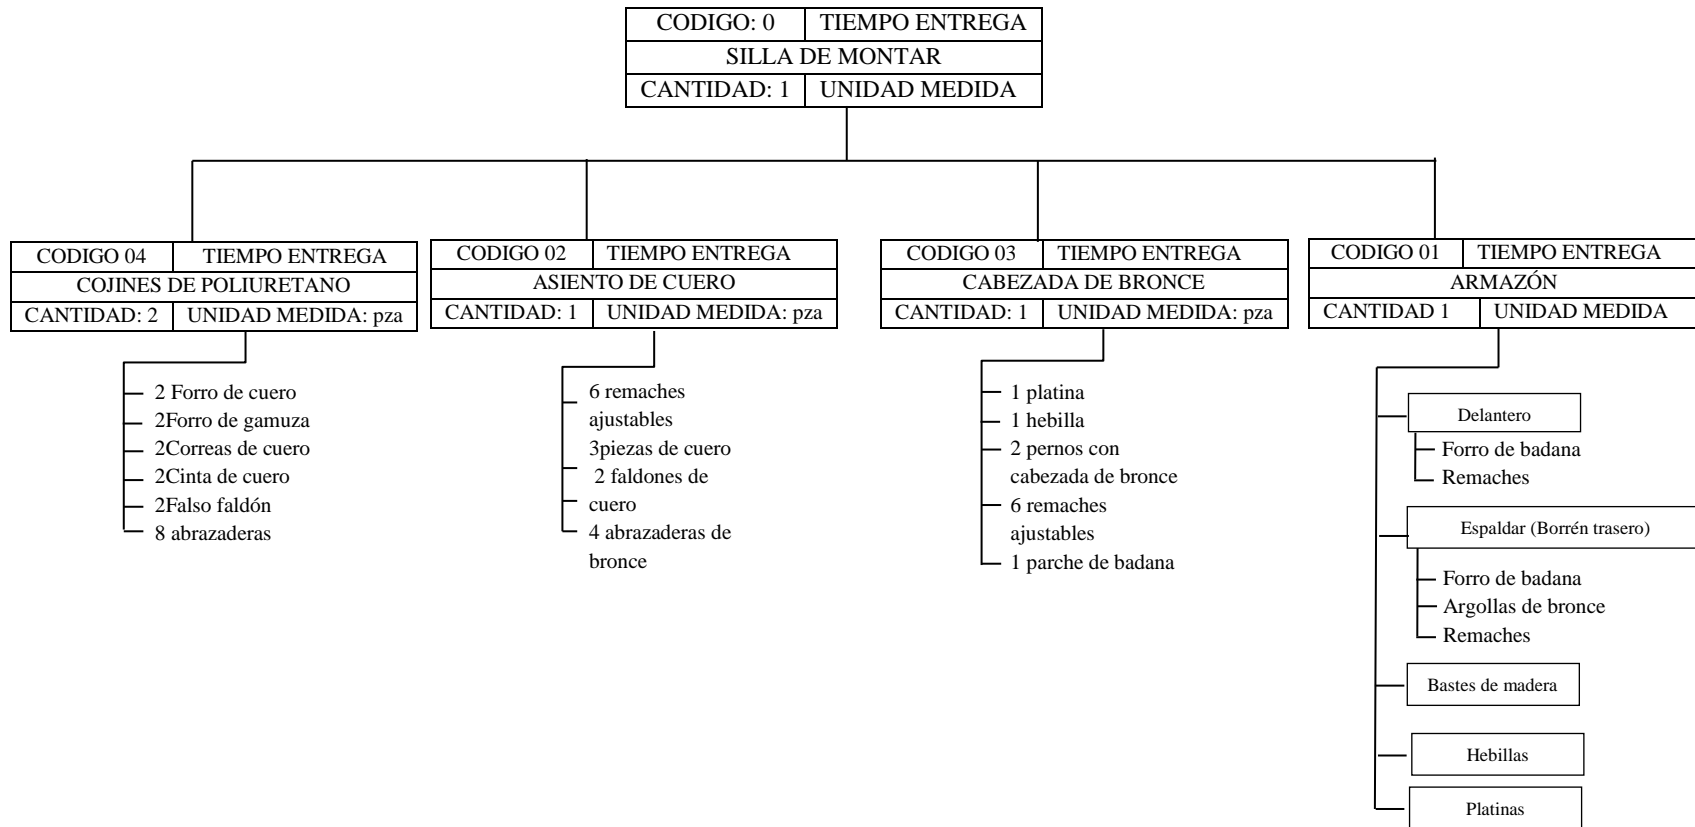 CODIGO: 0 TIEMPO ENTREGA
SILLA DE MONTAR
CANTIDAD: 1 UNIDAD MEDIDA
CODIGO 04 TIEMPO ENTREGA
COJINES DE POLIURETANO
CANTIDAD: 2 UNIDAD MEDIDA: pza
2 Forro de cuero
2Forro de gamuza
2Correas de cuero
2Cinta de cuero
2Falso faldón
8 abrazaderas
CODIGO 02 TIEMPO ENTREGA
ASIENTO DE CUERO
CANTIDAD: 1 UNIDAD MEDIDA: pza
6 remaches
ajustables
3piezas de cuero
2 faldones de
cuero
4 abrazaderas de
bronce
CODIGO 03 TIEMPO ENTREGA
CABEZADA DE BRONCE
CANTIDAD: 1 UNIDAD MEDIDA: pza
1 platina
1 hebilla
2 pernos con
cabezada de bronce
6 remaches
ajustables
1 parche de badana
CODIGO 01 TIEMPO ENTREGA
ARMAZÓN
CANTIDAD 1 UNIDAD MEDIDA
Delantero
Forro de badana
Remaches
Espaldar (Borrén trasero)
Forro de badana
Argollas de bronce
Remaches
Bastes de madera
Hebillas
Platinas